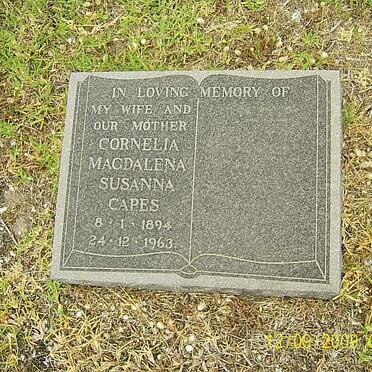 IN LOVING MEMORY OF
MY WIFE AND
OUR MOTHER
CORNELIA
MAGDALENA
SUSANNA
CAPES
8 · 1 · 1894
24 · 12 · 1963.